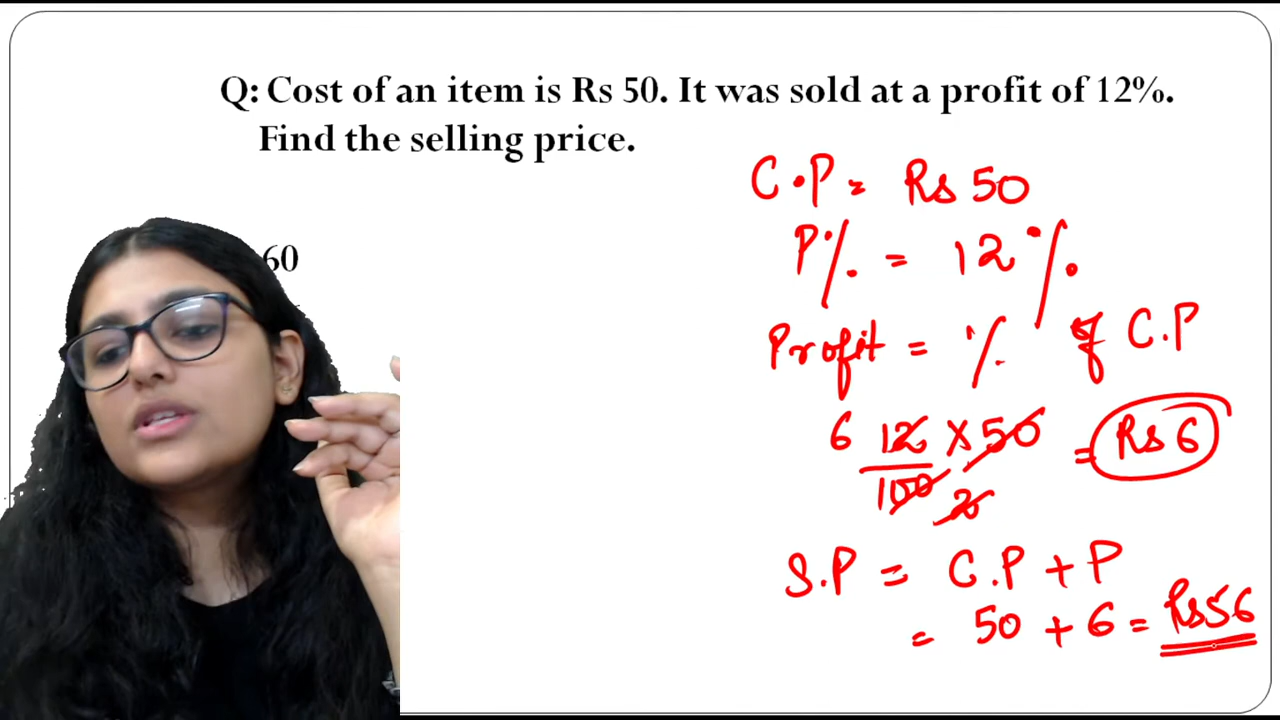 Q: Cost of an item is Rs 50. It was sold at a profit of 12%.
Find the selling price.
60
C.P = Rs 50
P% = 12%
Profit = % of C.P
6 12 × 50 = Rs 6
100 2
S.P = C.P + P
= 50 + 6 = Rs 56